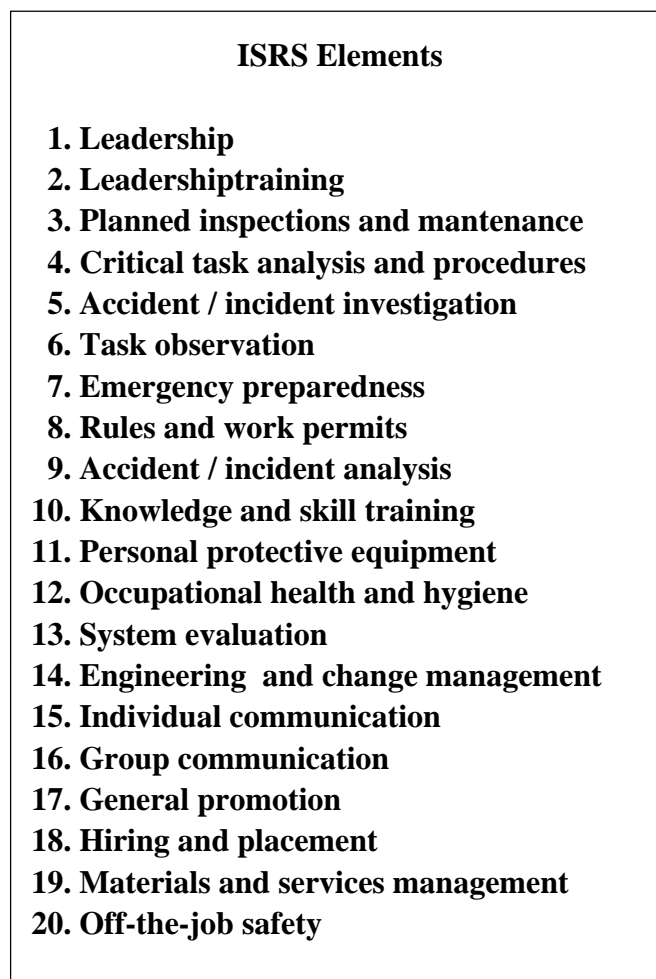 ISRS Elements
1. Leadership
2. Leadershiptraining
3. Planned inspections and mantenance
4. Critical task analysis and procedures
5. Accident / incident investigation
6. Task observation
7. Emergency preparedness
8. Rules and work permits
9. Accident / incident analysis
10. Knowledge and skill training
11. Personal protective equipment
12. Occupational health and hygiene
13. System evaluation
14. Engineering  and change management
15. Individual communication
16. Group communication
17. General promotion
18. Hiring and placement
19. Materials and services management
20. Off-the-job safety